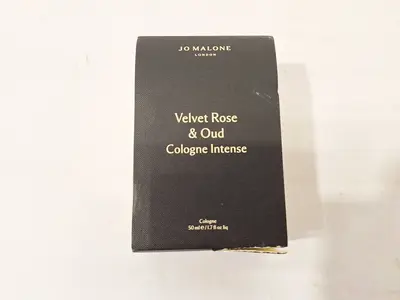 JO MALONE
LONDON
Velvet Rose
& Oud
Cologne Intense
Cologne
50 ml ℮ / 1.7 fl oz liq